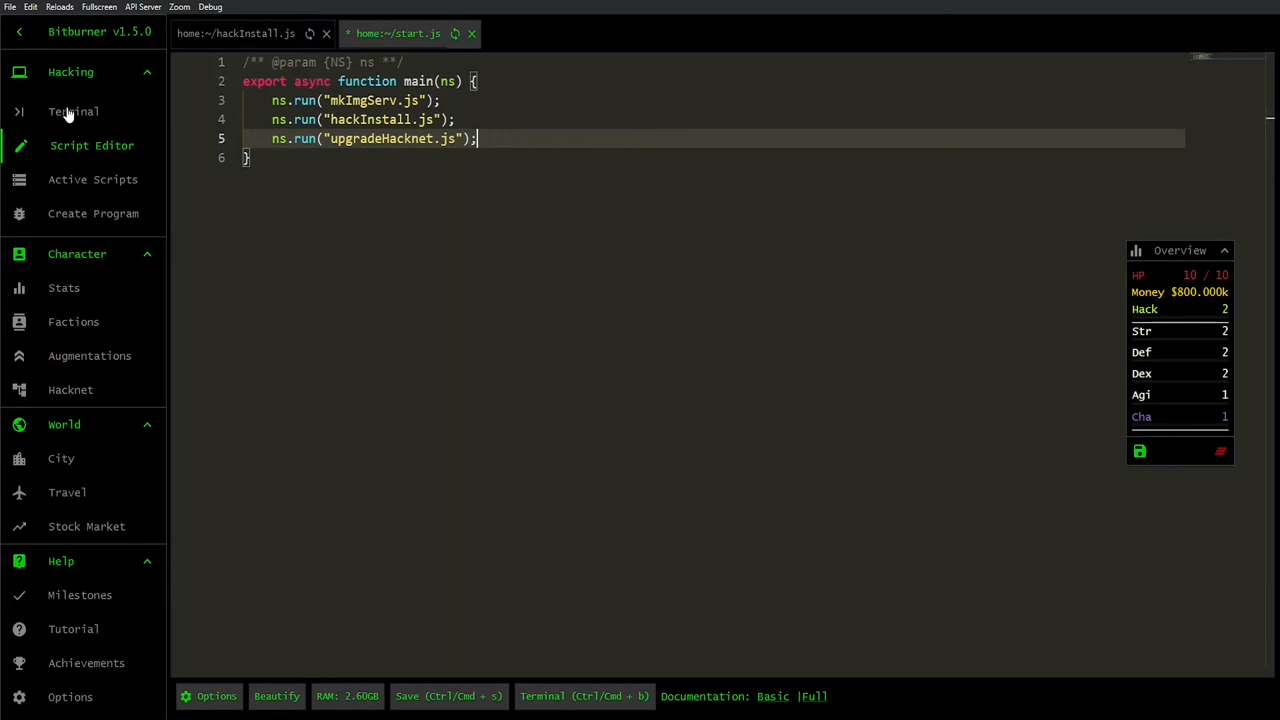 File Edit Reloads Fullscreen API Server Zoom Debug
Bitburner v1.5.0
Hacking
Terminal
Script Editor
Active Scripts
Create Program
Character
Stats
Factions
Augmentations
Hacknet
World
City
Travel
Stock Market
Help
Milestones
Tutorial
Achievements
Options
home:~/hackInstall.js
* home:~/start.js
1 /** @param {NS} ns **/
2 export async function main(ns) {
3 ns.run("mkImgServ.js");
4 ns.run("hackInstall.js");
5 ns.run("upgradeHacknet.js");
6 }
Overview
HP 10 / 10
Money $800.000k
Hack 2
Str 2
Def 2
Dex 2
Agi 1
Cha 1
Options Beautify RAM: 2.60GB Save (Ctrl/Cmd + s) Terminal (Ctrl/Cmd + b) Documentation: Basic |Full